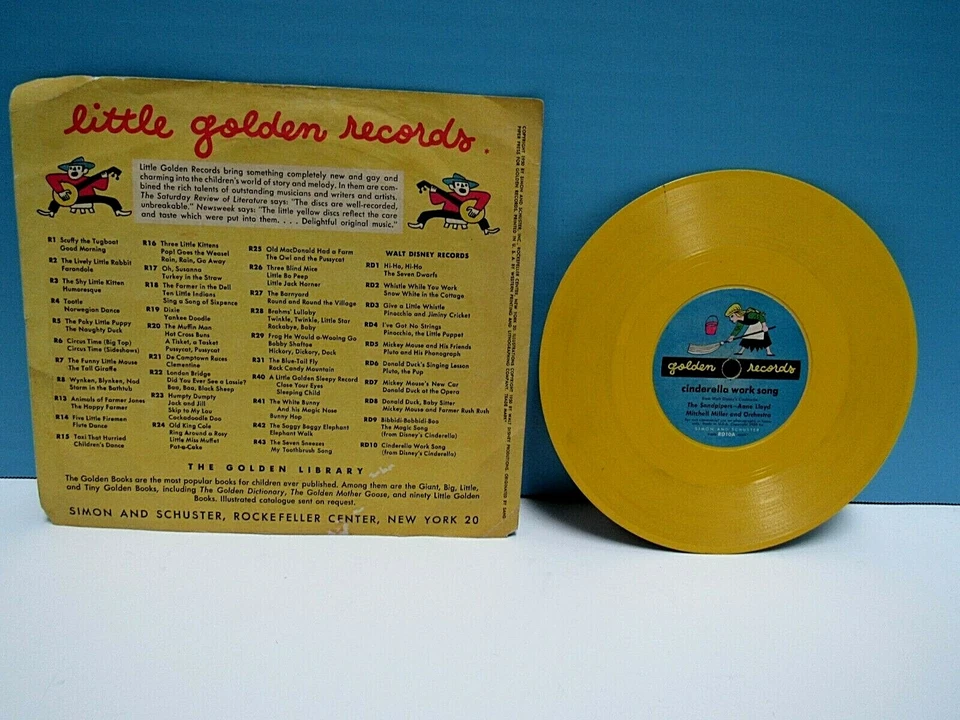 little golden records.
Little Golden Records bring something completely new and gay and
charming into the children's world of story and melody. In them are com-
bined the rich talents of outstanding musicians and writers and artists.
The Saturday Review of Literature says: "The discs are well-recorded,
unbreakable." Newsweek says: "The little yellow discs reflect the care
and taste which were put into them. . . . Delightful original music."
R1 Scuffy the Tugboat
Good Morning
R2 The Lively Little Rabbit
Farandole
R3 The Shy Little Kitten
Humoresque
R4 Tootle
Norwegian Dance
R5 The Poky Little Puppy
The Naughty Duck
R6 Circus Time (Big Top)
Circus Time (Sideshows)
R7 The Funny Little Mouse
The Tall Giraffe
R8 Wynken, Blynken, Nod
Storm in the Bathtub
R13 Animals of Farmer Jones
The Happy Farmer
R14 Five Little Firemen
Flute Dance
R15 Taxi That Hurried
Children's Dance
R16 Three Little Kittens
Pop! Goes the Weasel
Rain, Rain, Go Away
R17 Oh, Susanna
Turkey in the Straw
R18 The Farmer in the Dell
Ten Little Indians
Sing a Song of Sixpence
R19 Dixie
Yankee Doodle
R20 The Muffin Man
Hot Cross Buns
A Tisket, a Tasket
Pussycat, Pussycat
R21 De Camptown Races
Clementine
R22 London Bridge
Did You Ever See a Lassie?
Baa, Baa, Black Sheep
R23 Humpty Dumpty
Jack and Jill
Skip to My Lou
Cockadoodle Doo
R24 Old King Cole
Ring Around a Rosy
Little Miss Muffet
Pat-a-Cake
R25 Old MacDonald Had a Farm
The Owl and the Pussycat
R26 Three Blind Mice
Little Bo Peep
Little Jack Horner
R27 The Barnyard
Round and Round the Village
R28 Brahms' Lullaby
Twinkle, Twinkle, Little Star
Rockabye, Baby
R29 Frog He Would a-Wooing Go
Bobby Shaftoe
Hickory, Dickory, Dock
R31 The Blue-Tail Fly
Rock Candy Mountain
R40 A Little Golden Sleepy Record
Close Your Eyes
Sleeping Child
R41 The White Bunny
And his Magic Nose
Bunny Hop
R42 The Saggy Baggy Elephant
Elephant Walk
R43 The Seven Sneezes
My Toothbrush Song
WALT DISNEY RECORDS
RD1 Hi-Ho, Hi-Ho
The Seven Dwarfs
RD2 Whistle While You Work
Snow White in the Cottage
RD3 Give a Little Whistle
Pinocchio and Jiminy Cricket
RD4 I've Got No Strings
Pinocchio, the Little Puppet
RD5 Mickey Mouse and His Friends
Pluto and His Phonograph
RD6 Donald Duck's Singing Lesson
Pluto, the Pup
RD7 Mickey Mouse's New Car
Donald Duck at the Opera
RD8 Donald Duck, Baby Sitter
Mickey Mouse and Farmer Rush Rush
RD9 Bibbidi-Bobbidi-Boo
The Magic Song
(from Disney's Cinderella)
RD10 Cinderella Work Song
(from Disney's Cinderella)
THE GOLDEN LIBRARY
The Golden Books are the most popular books for children ever published. Among them are the Giant, Big, Little,
and Tiny Golden Books, including The Golden Dictionary, The Golden Mother Goose, and ninety Little Golden
Books. Illustrated catalogue sent on request.
SIMON AND SCHUSTER, ROCKEFELLER CENTER, NEW YORK 20
golden records
cinderella work song
from Walt Disney's Cinderella
The Sandpipers—Anne Lloyd
Mitchell Miller and Orchestra
SIMON AND SCHUSTER
RD10A